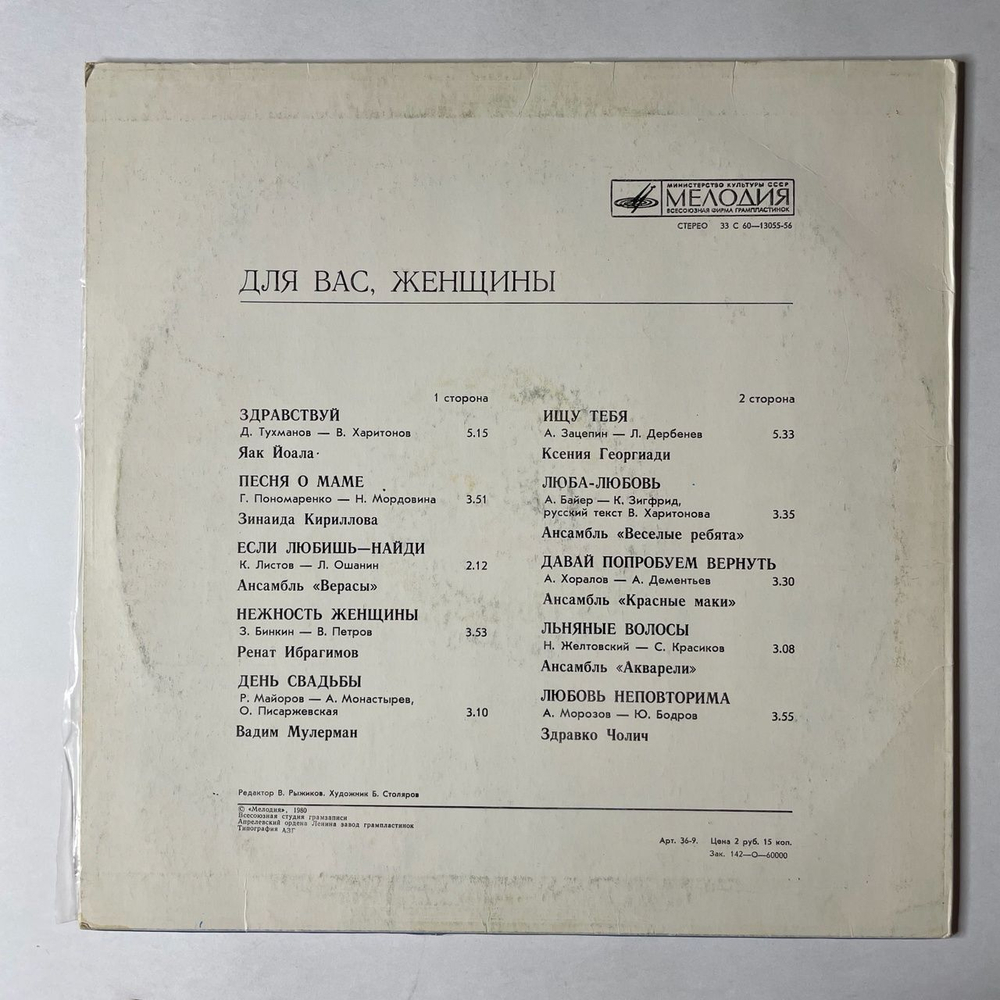 МИНИСТЕРСТВО КУЛЬТУРЫ СССР
МЕЛОДИЯ
ВСЕСОЮЗНАЯ ФИРМА ГРАМПЛАСТИНОК
СТЕРЕО 33 С 60—13055-56
ДЛЯ ВАС, ЖЕНЩИНЫ
1 сторона
ЗДРАВСТВУЙ
Д. Тухманов — В. Харитонов 5.15
Яак Йоала
ПЕСНЯ О МАМЕ
Г. Пономаренко — Н. Мордовина 3.51
Зинаида Кириллова
ЕСЛИ ЛЮБИШЬ—НАЙДИ
К. Листов — Л. Ошанин 2.12
Ансамбль «Верасы»
НЕЖНОСТЬ ЖЕНЩИНЫ
З. Бинкин — В. Петров 3.53
Ренат Ибрагимов
ДЕНЬ СВАДЬБЫ
Р. Майоров — А. Монастырев,
О. Писаржевская 3.10
Вадим Мулерман
2 сторона
ИЩУ ТЕБЯ
А. Зацепин — Л. Дербенев 5.33
Ксения Георгиади
ЛЮБА-ЛЮБОВЬ
А. Байер — К. Зигфрид,
русский текст В. Харитонова 3.35
Ансамбль «Веселые ребята»
ДАВАЙ ПОПРОБУЕМ ВЕРНУТЬ
А. Хоралов — А. Дементьев 3.30
Ансамбль «Красные маки»
ЛЬНЯНЫЕ ВОЛОСЫ
Н. Желтовский — С. Красиков 3.08
Ансамбль «Акварели»
ЛЮБОВЬ НЕПОВТОРИМА
А. Морозов — Ю. Бодров 3.55
Здравко Чолич
Редактор В. Рыжиков. Художник Б. Столяров
© «Мелодия», 1980
Всесоюзная студия грамзаписи
Апрелевский ордена Ленина завод грампластинок
Типография АЗГ
Арт. 36-9. Цена 2 руб. 15 коп.
Зак. 142—О—60000